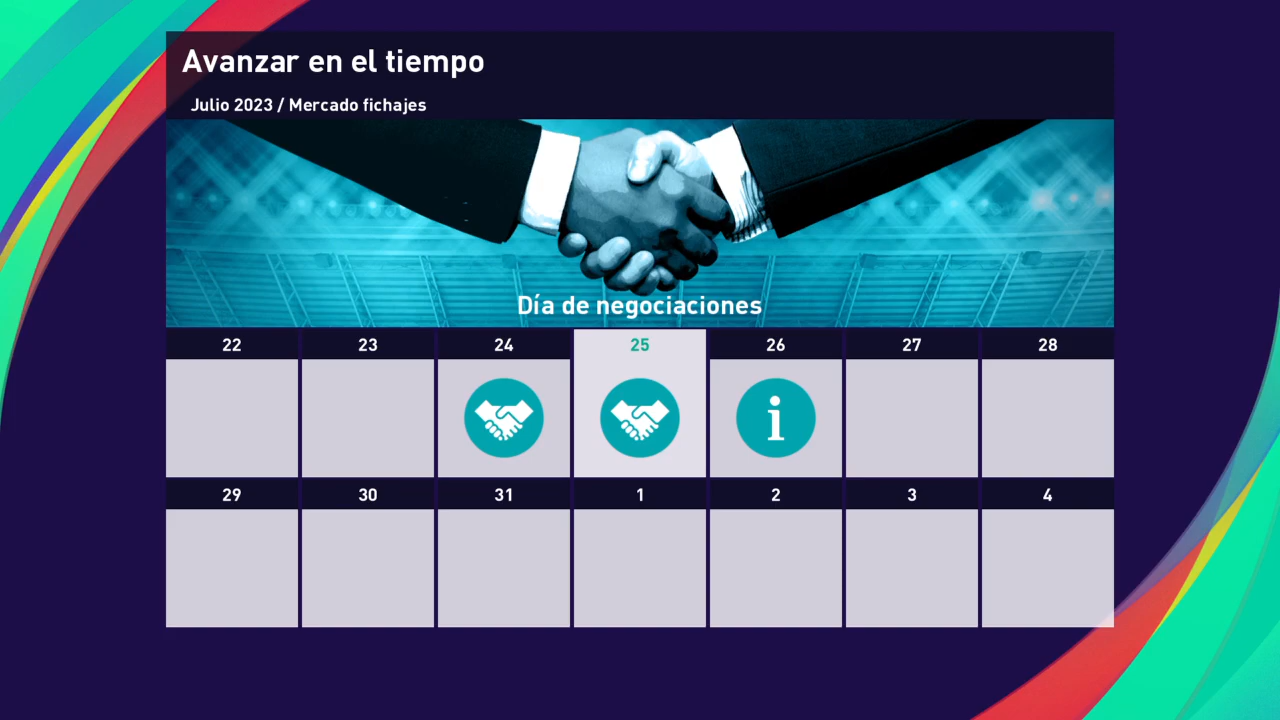 Avanzar en el tiempo
Julio 2023 / Mercado fichajes
Día de negociaciones
22 23 24 25 26 27 28
29 30 31 1 2 3 4